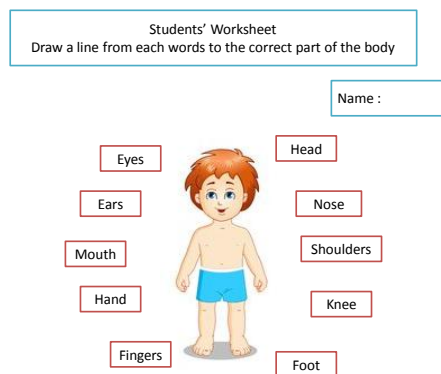 Students' Worksheet
Draw a line from each words to the correct part of the body
Name :
Eyes
Head
Ears
Nose
Mouth
Shoulders
Hand
Knee
Fingers
Foot